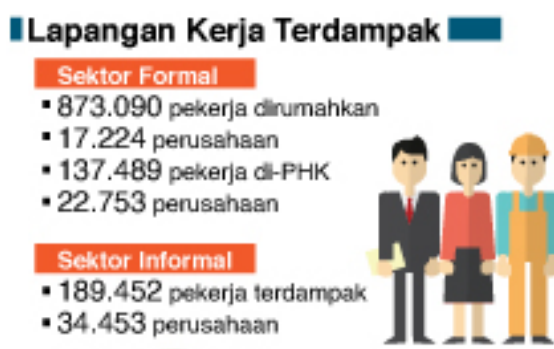 Lapangan Kerja Terdampak
Sektor Formal
▪ 873.090 pekerja dirumahkan
▪ 17.224 perusahaan
▪ 137.489 pekerja di-PHK
▪ 22.753 perusahaan
Sektor Informal
▪ 189.452 pekerja terdampak
▪ 34.453 perusahaan